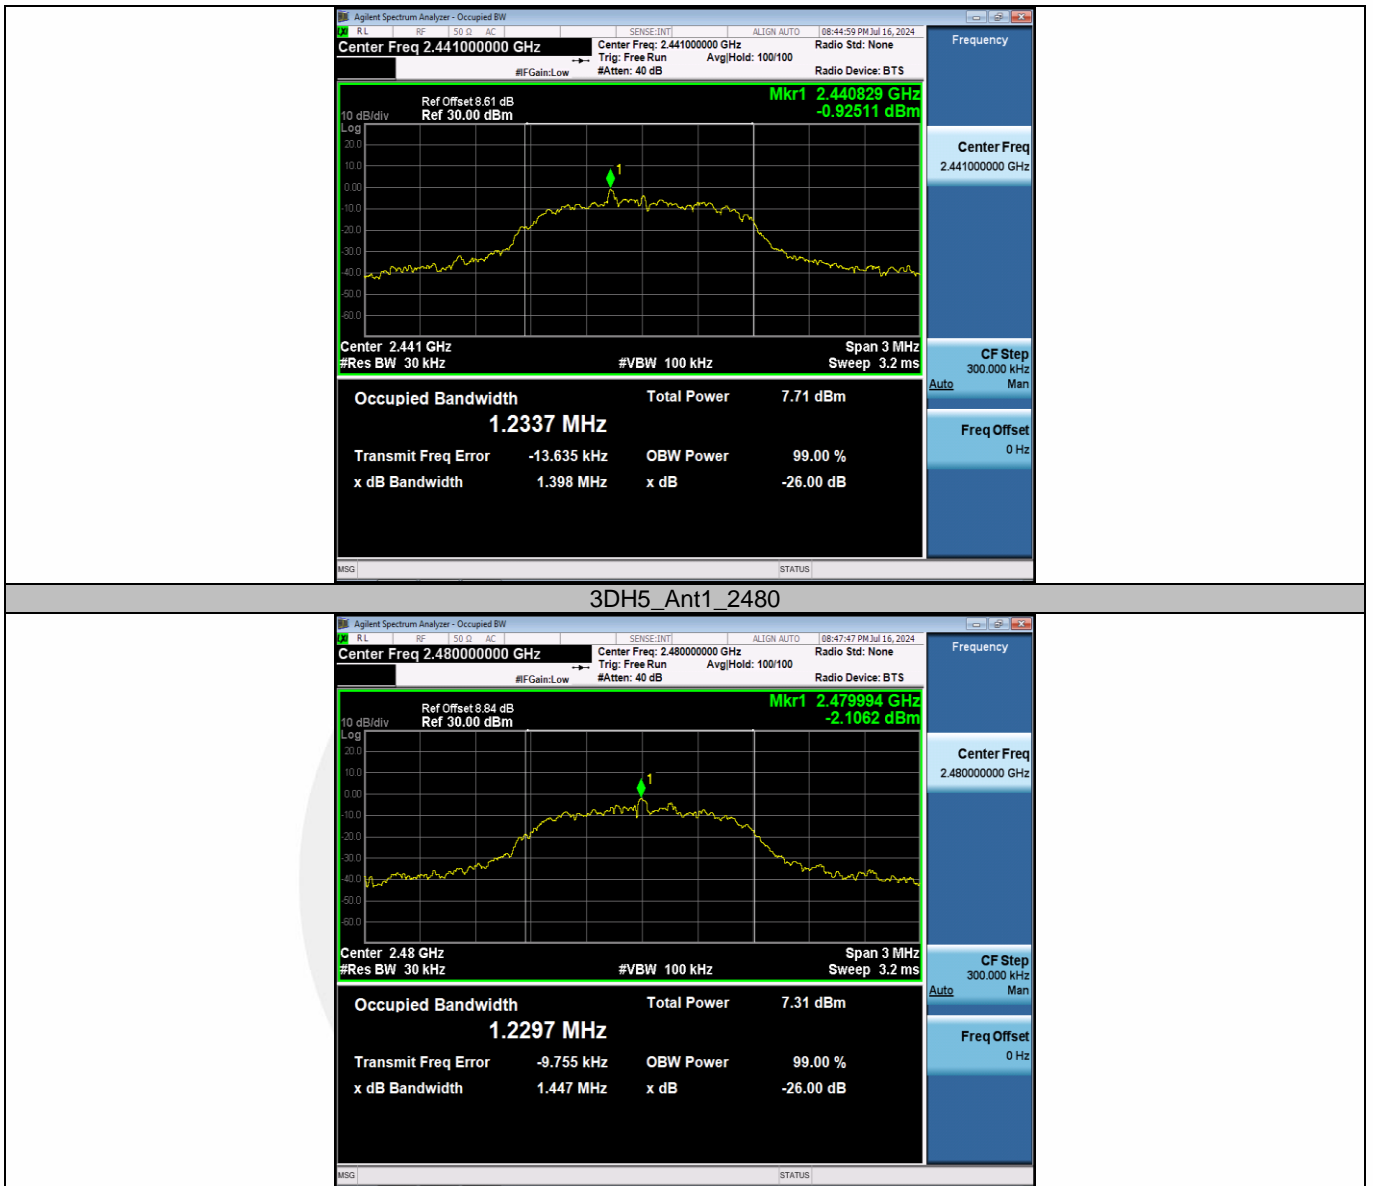 Agilent Spectrum Analyzer - Occupied BW
RL RF 50 Ω AC SENSE:INT ALIGN AUTO 08:44:59 PM Jul 16, 2024
Center Freq 2.441000000 GHz
Center Freq: 2.441000000 GHz Radio Std: None
Trig: Free Run Avg|Hold: 100/100
#IFGain:Low #Atten: 40 dB Radio Device: BTS
Frequency
Mkr1 2.440829 GHz
-0.92511 dBm
Ref Offset 8.61 dB
10 dB/div Ref 30.00 dBm
Log
20.0
10.0
0.00
-10.0
-20.0
-30.0
-40.0
-50.0
-60.0
1
Center Freq
2.441000000 GHz
Center 2.441 GHz Span 3 MHz
#Res BW 30 kHz #VBW 100 kHz Sweep 3.2 ms
CF Step
300.000 kHz
Auto Man
Occupied Bandwidth Total Power 7.71 dBm
1.2337 MHz
Transmit Freq Error -13.635 kHz OBW Power 99.00 %
x dB Bandwidth 1.398 MHz x dB -26.00 dB
Freq Offset
0 Hz
MSG STATUS
3DH5_Ant1_2480
Agilent Spectrum Analyzer - Occupied BW
RL RF 50 Ω AC SENSE:INT ALIGN AUTO 08:47:47 PM Jul 16, 2024
Center Freq 2.480000000 GHz
Center Freq: 2.480000000 GHz Radio Std: None
Trig: Free Run Avg|Hold: 100/100
#IFGain:Low #Atten: 40 dB Radio Device: BTS
Frequency
Mkr1 2.479994 GHz
-2.1062 dBm
Ref Offset 8.84 dB
10 dB/div Ref 30.00 dBm
Log
20.0
10.0
0.00
-10.0
-20.0
-30.0
-40.0
-50.0
-60.0
1
Center Freq
2.480000000 GHz
Center 2.48 GHz Span 3 MHz
#Res BW 30 kHz #VBW 100 kHz Sweep 3.2 ms
CF Step
300.000 kHz
Auto Man
Occupied Bandwidth Total Power 7.31 dBm
1.2297 MHz
Transmit Freq Error -9.755 kHz OBW Power 99.00 %
x dB Bandwidth 1.447 MHz x dB -26.00 dB
Freq Offset
0 Hz
MSG STATUS